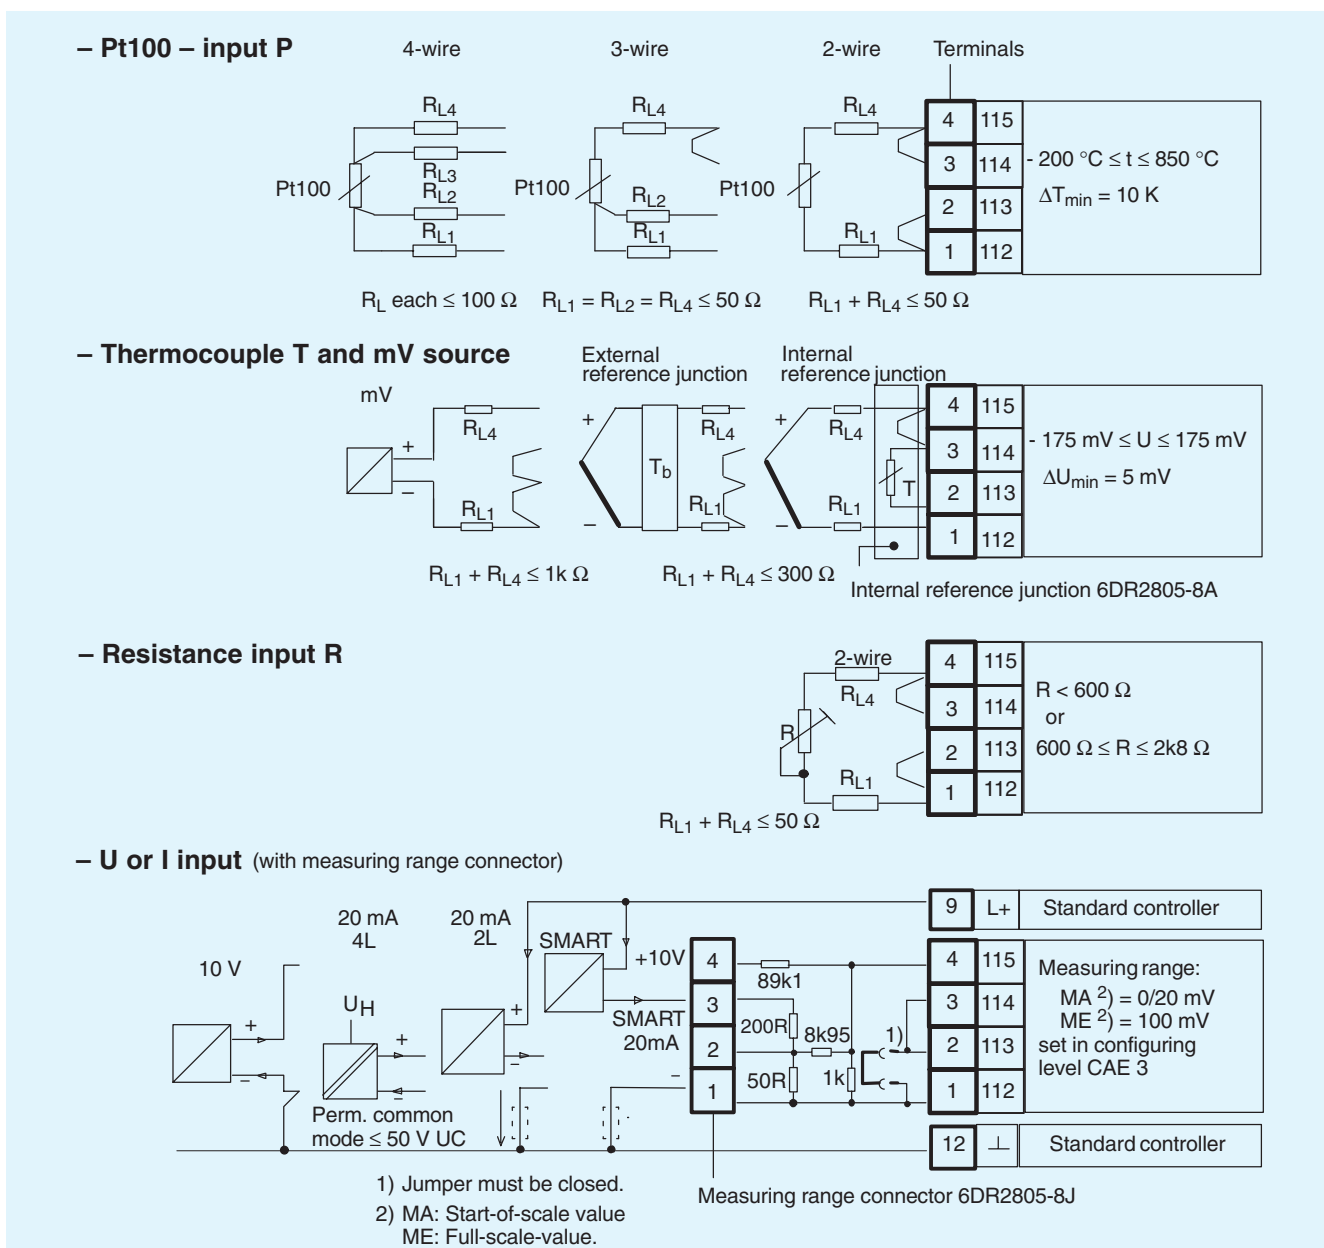 – Pt100 – input P
4-wire
3-wire
2-wire
Terminals
RL4
RL4
RL4
4 115
3 114
2 113
1 112
- 200 °C ≤ t ≤ 850 °C
ΔTmin = 10 K
Pt100
RL3
RL2
RL1
Pt100
RL2
RL1
Pt100
RL1
RL each ≤ 100 Ω
RL1 = RL2 = RL4 ≤ 50 Ω
RL1 + RL4 ≤ 50 Ω
– Thermocouple T and mV source
External
reference junction
Internal
reference junction
mV
+
–
RL4
RL1
+
–
Tb
RL4
RL1
+
–
RL4
RL1
T
4 115
3 114
2 113
1 112
- 175 mV ≤ U ≤ 175 mV
ΔUmin = 5 mV
RL1 + RL4 ≤ 1k Ω
RL1 + RL4 ≤ 300 Ω
Internal reference junction 6DR2805-8A
– Resistance input R
2-wire
RL4
R
RL1
4 115
3 114
2 113
1 112
R < 600 Ω
or
600 Ω ≤ R ≤ 2k8 Ω
RL1 + RL4 ≤ 50 Ω
– U or I input (with measuring range connector)
9 L+ Standard controller
10 V
+
–
20 mA
4L
UH
+
–
20 mA
2L
+
–
SMART
+10V
SMART
20mA
–
4
3
2
1
89k1
200R
8k95
50R
1k
1)
4 115
3 114
2 113
1 112
Measuring range:
MA 2) = 0/20 mV
ME 2) = 100 mV
set in configuring
level CAE 3
Perm. common
mode ≤ 50 V UC
12 ⊥ Standard controller
1) Jumper must be closed.
2) MA: Start-of-scale value
ME: Full-scale-value.
Measuring range connector 6DR2805-8J